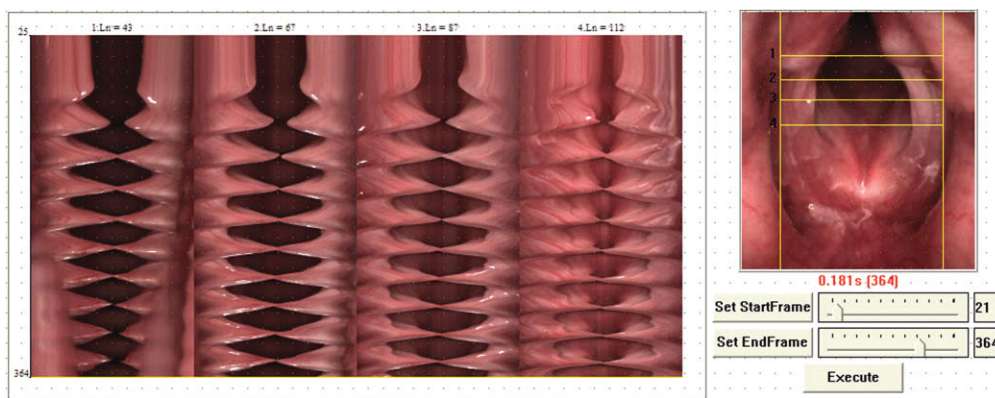 1.Ln = 43 2.Ln = 67 3.Ln = 87 4.Ln = 112
25
364
1
2
3
4
0.181s (364)
Set StartFrame 21
Set EndFrame 364
Execute